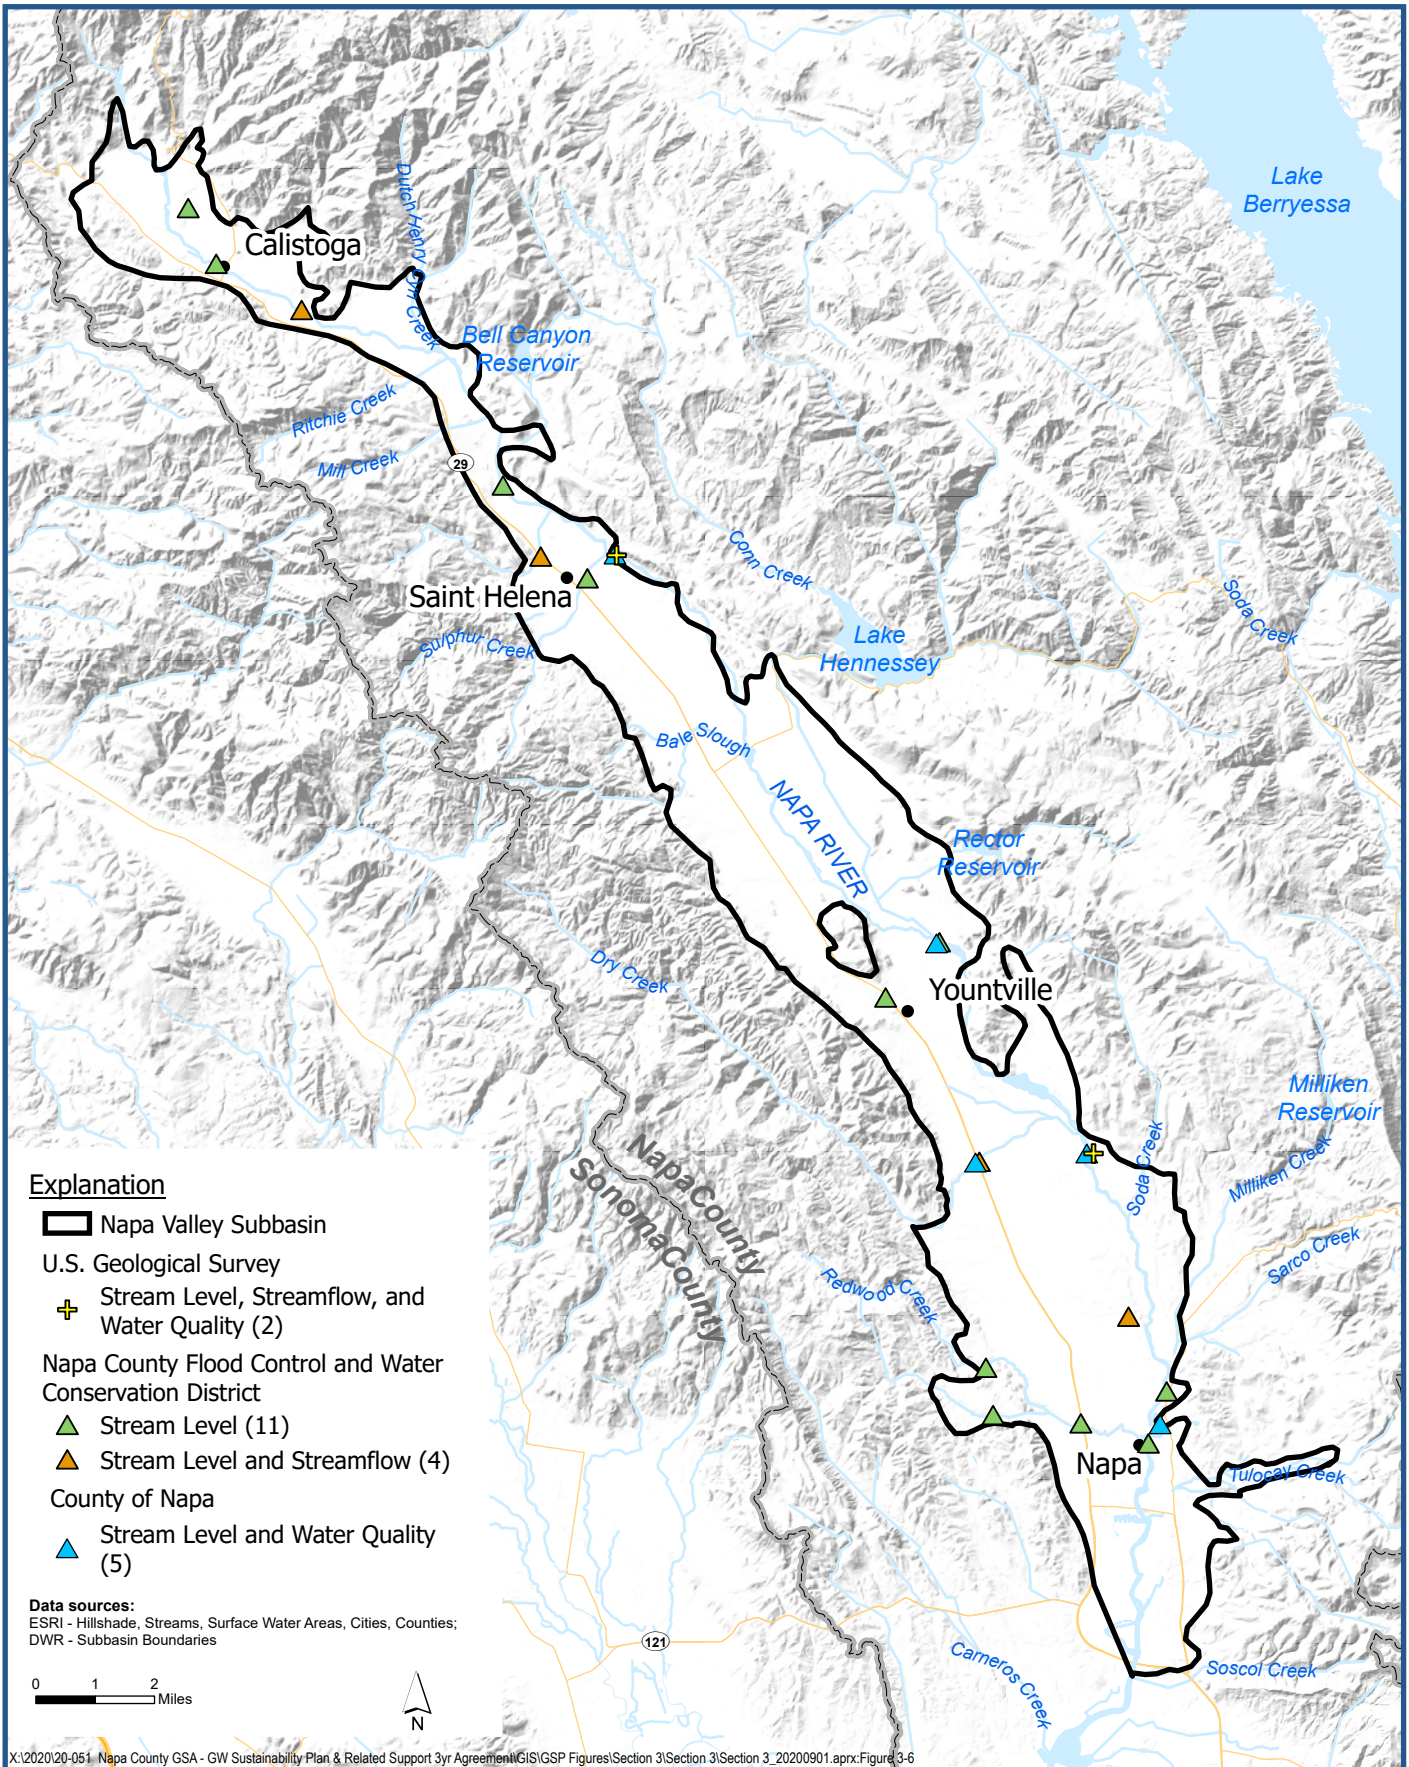 Lake
Berryessa
Calistoga
Dutch Henry Cyn Creek
Bell Canyon
Reservoir
Ritchie Creek
Mill Creek
29
Conn Creek
Saint Helena
Soda Creek
Sulphur Creek
Lake
Hennessey
Bale Slough
NAPA RIVER
Rector
Reservoir
Dry Creek
Yountville
Milliken
Reservoir
Soda Creek
Milliken Creek
Napa County
Sonoma County
Sarco Creek
Redwood Creek
Napa
Tulocay Creek
121
Carneros Creek
Soscol Creek
Explanation
Napa Valley Subbasin
U.S. Geological Survey
Stream Level, Streamflow, and
Water Quality (2)
Napa County Flood Control and Water
Conservation District
Stream Level (11)
Stream Level and Streamflow (4)
County of Napa
Stream Level and Water Quality
(5)
Data sources:
ESRI - Hillshade, Streams, Surface Water Areas, Cities, Counties;
DWR - Subbasin Boundaries
0 1 2
Miles
N
X:\2020\20-051 Napa County GSA - GW Sustainability Plan & Related Support 3yr Agreement\GIS\GSP Figures\Section 3\Section 3\Section 3_20200901.aprx:Figure 3-6